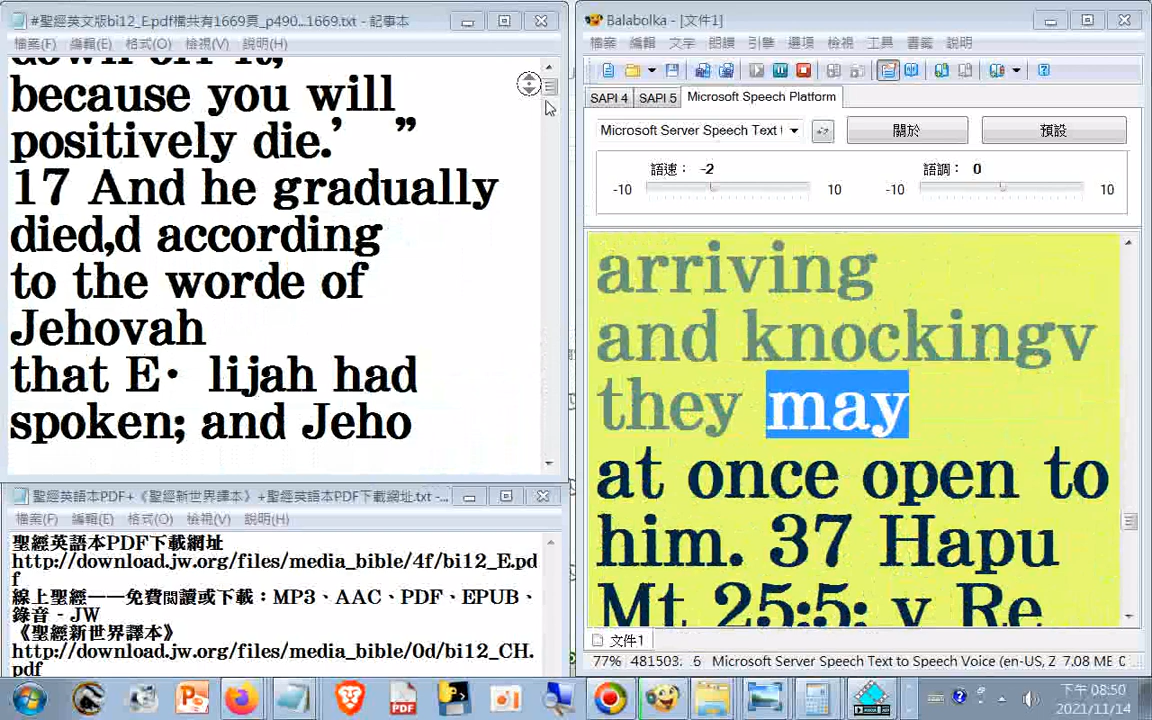 #聖經英文版bi12_E.pdf檔共有1669頁_p490...1669.txt - 記事本
檔案(F) 編輯(E) 格式(O) 檢視(V) 說明(H)
down off it,
because you will
positively die.’ ”
17 And he gradually
died,d according
to the worde of
Jehovah
that E· lijah had
spoken; and Jeho
聖經英語本PDF+《聖經新世界譯本》+聖經英語本PDF下載網址.txt -...
檔案(F) 編輯(E) 格式(O) 檢視(V) 說明(H)
聖經英語本PDF下載網址
http://download.jw.org/files/media_bible/4f/bi12_E.pd
f
線上聖經——免費閱讀或下載：MP3、AAC、PDF、EPUB、
錄音 - JW
《聖經新世界譯本》
http://download.jw.org/files/media_bible/0d/bi12_CH.
pdf
Balabolka - [文件1]
檔案 編輯 文字 朗讀 引擎 選項 檢視 工具 書籤 說明
SAPI 4 SAPI 5 Microsoft Speech Platform
Microsoft Server Speech Text 關於 預設
語速： -2 語調： 0
-10 10 -10 10
arriving
and knockingv
they may
at once open to
him. 37 Hapu
Mt 25:5; v Re
文件1
77% 481503. 6 Microsoft Server Speech Text to Speech Voice (en-US, Z 7.08 MB
PDF
下午 08:50
2021/11/14